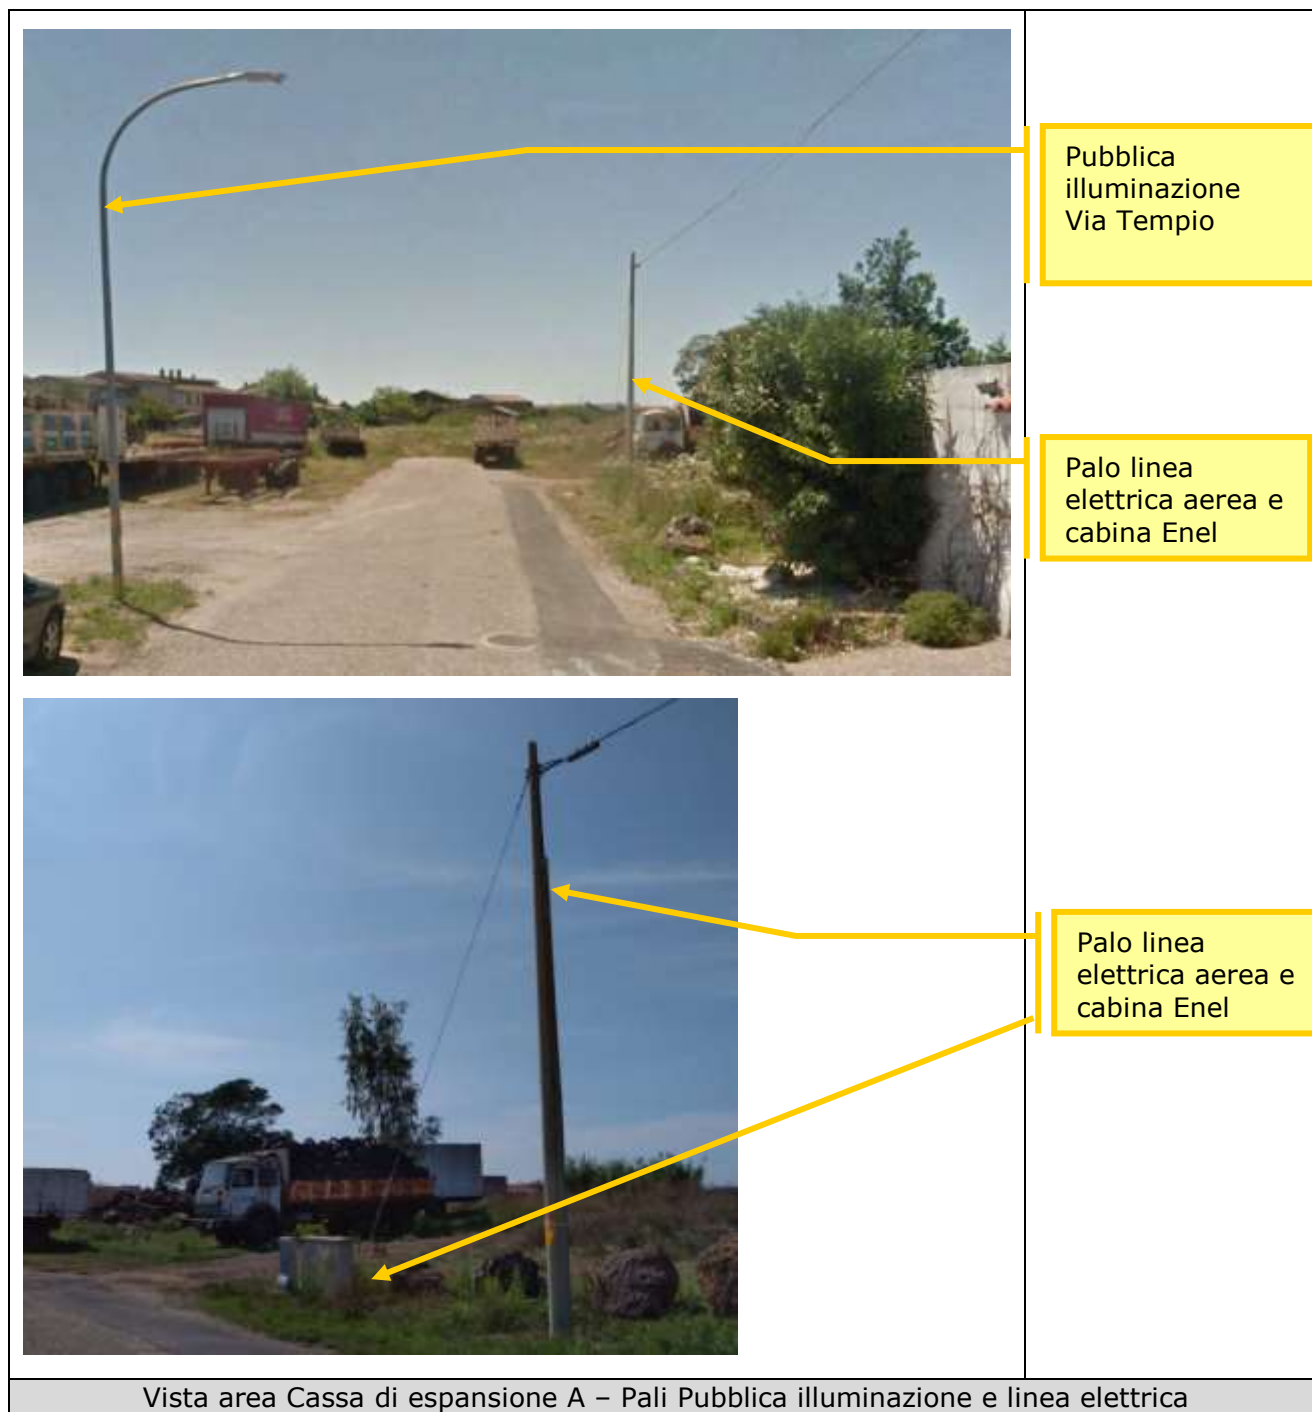 Pubblica
illuminazione
Via Tempio
Palo linea
elettrica aerea e
cabina Enel
Palo linea
elettrica aerea e
cabina Enel
Vista area Cassa di espansione A – Pali Pubblica illuminazione e linea elettrica